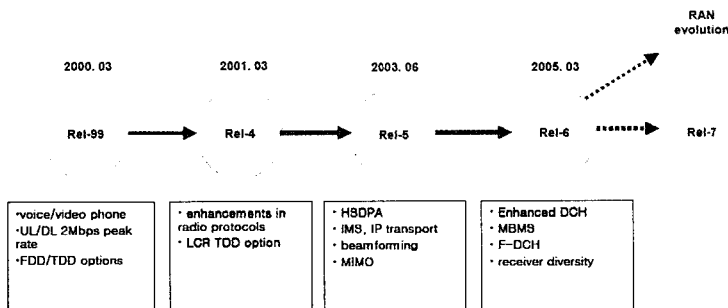 RAN
evolution
2000. 03
2001. 03
2003. 06
2005. 03
Rel-99
Rel-4
Rel-5
Rel-6
Rel-7
•voice/video phone
•UL/DL 2Mbps peak
rate
•FDD/TDD options
• enhancements in
radio protocols
• LCR TDD option
• HSDPA
• IMS, IP transport
• beamforming
• MIMO
• Enhanced DCH
• MBMS
• F-DCH
• receiver diversity